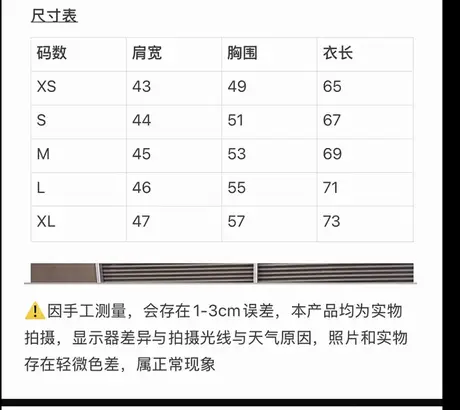 尺寸表
码数 肩宽 胸围 衣长
XS 43 49 65
S 44 51 67
M 45 53 69
L 46 55 71
XL 47 57 73
⚠️因手工测量，会存在1-3cm误差，本产品均为实物
拍摄，显示器差异与拍摄光线与天气原因，照片和实物
存在轻微色差，属正常现象